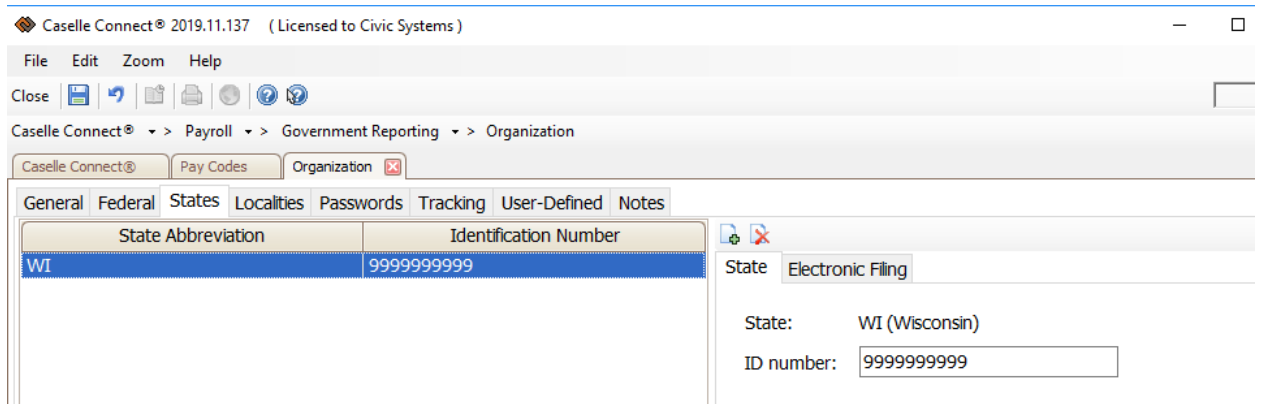 Caselle Connect® 2019.11.137 ( Licensed to Civic Systems )
File Edit Zoom Help
Close
Caselle Connect® > Payroll > Government Reporting > Organization
Caselle Connect® Pay Codes Organization
General Federal States Localities Passwords Tracking User-Defined Notes
State Abbreviation Identification Number
WI 9999999999
State Electronic Filing
State: WI (Wisconsin)
ID number: 9999999999